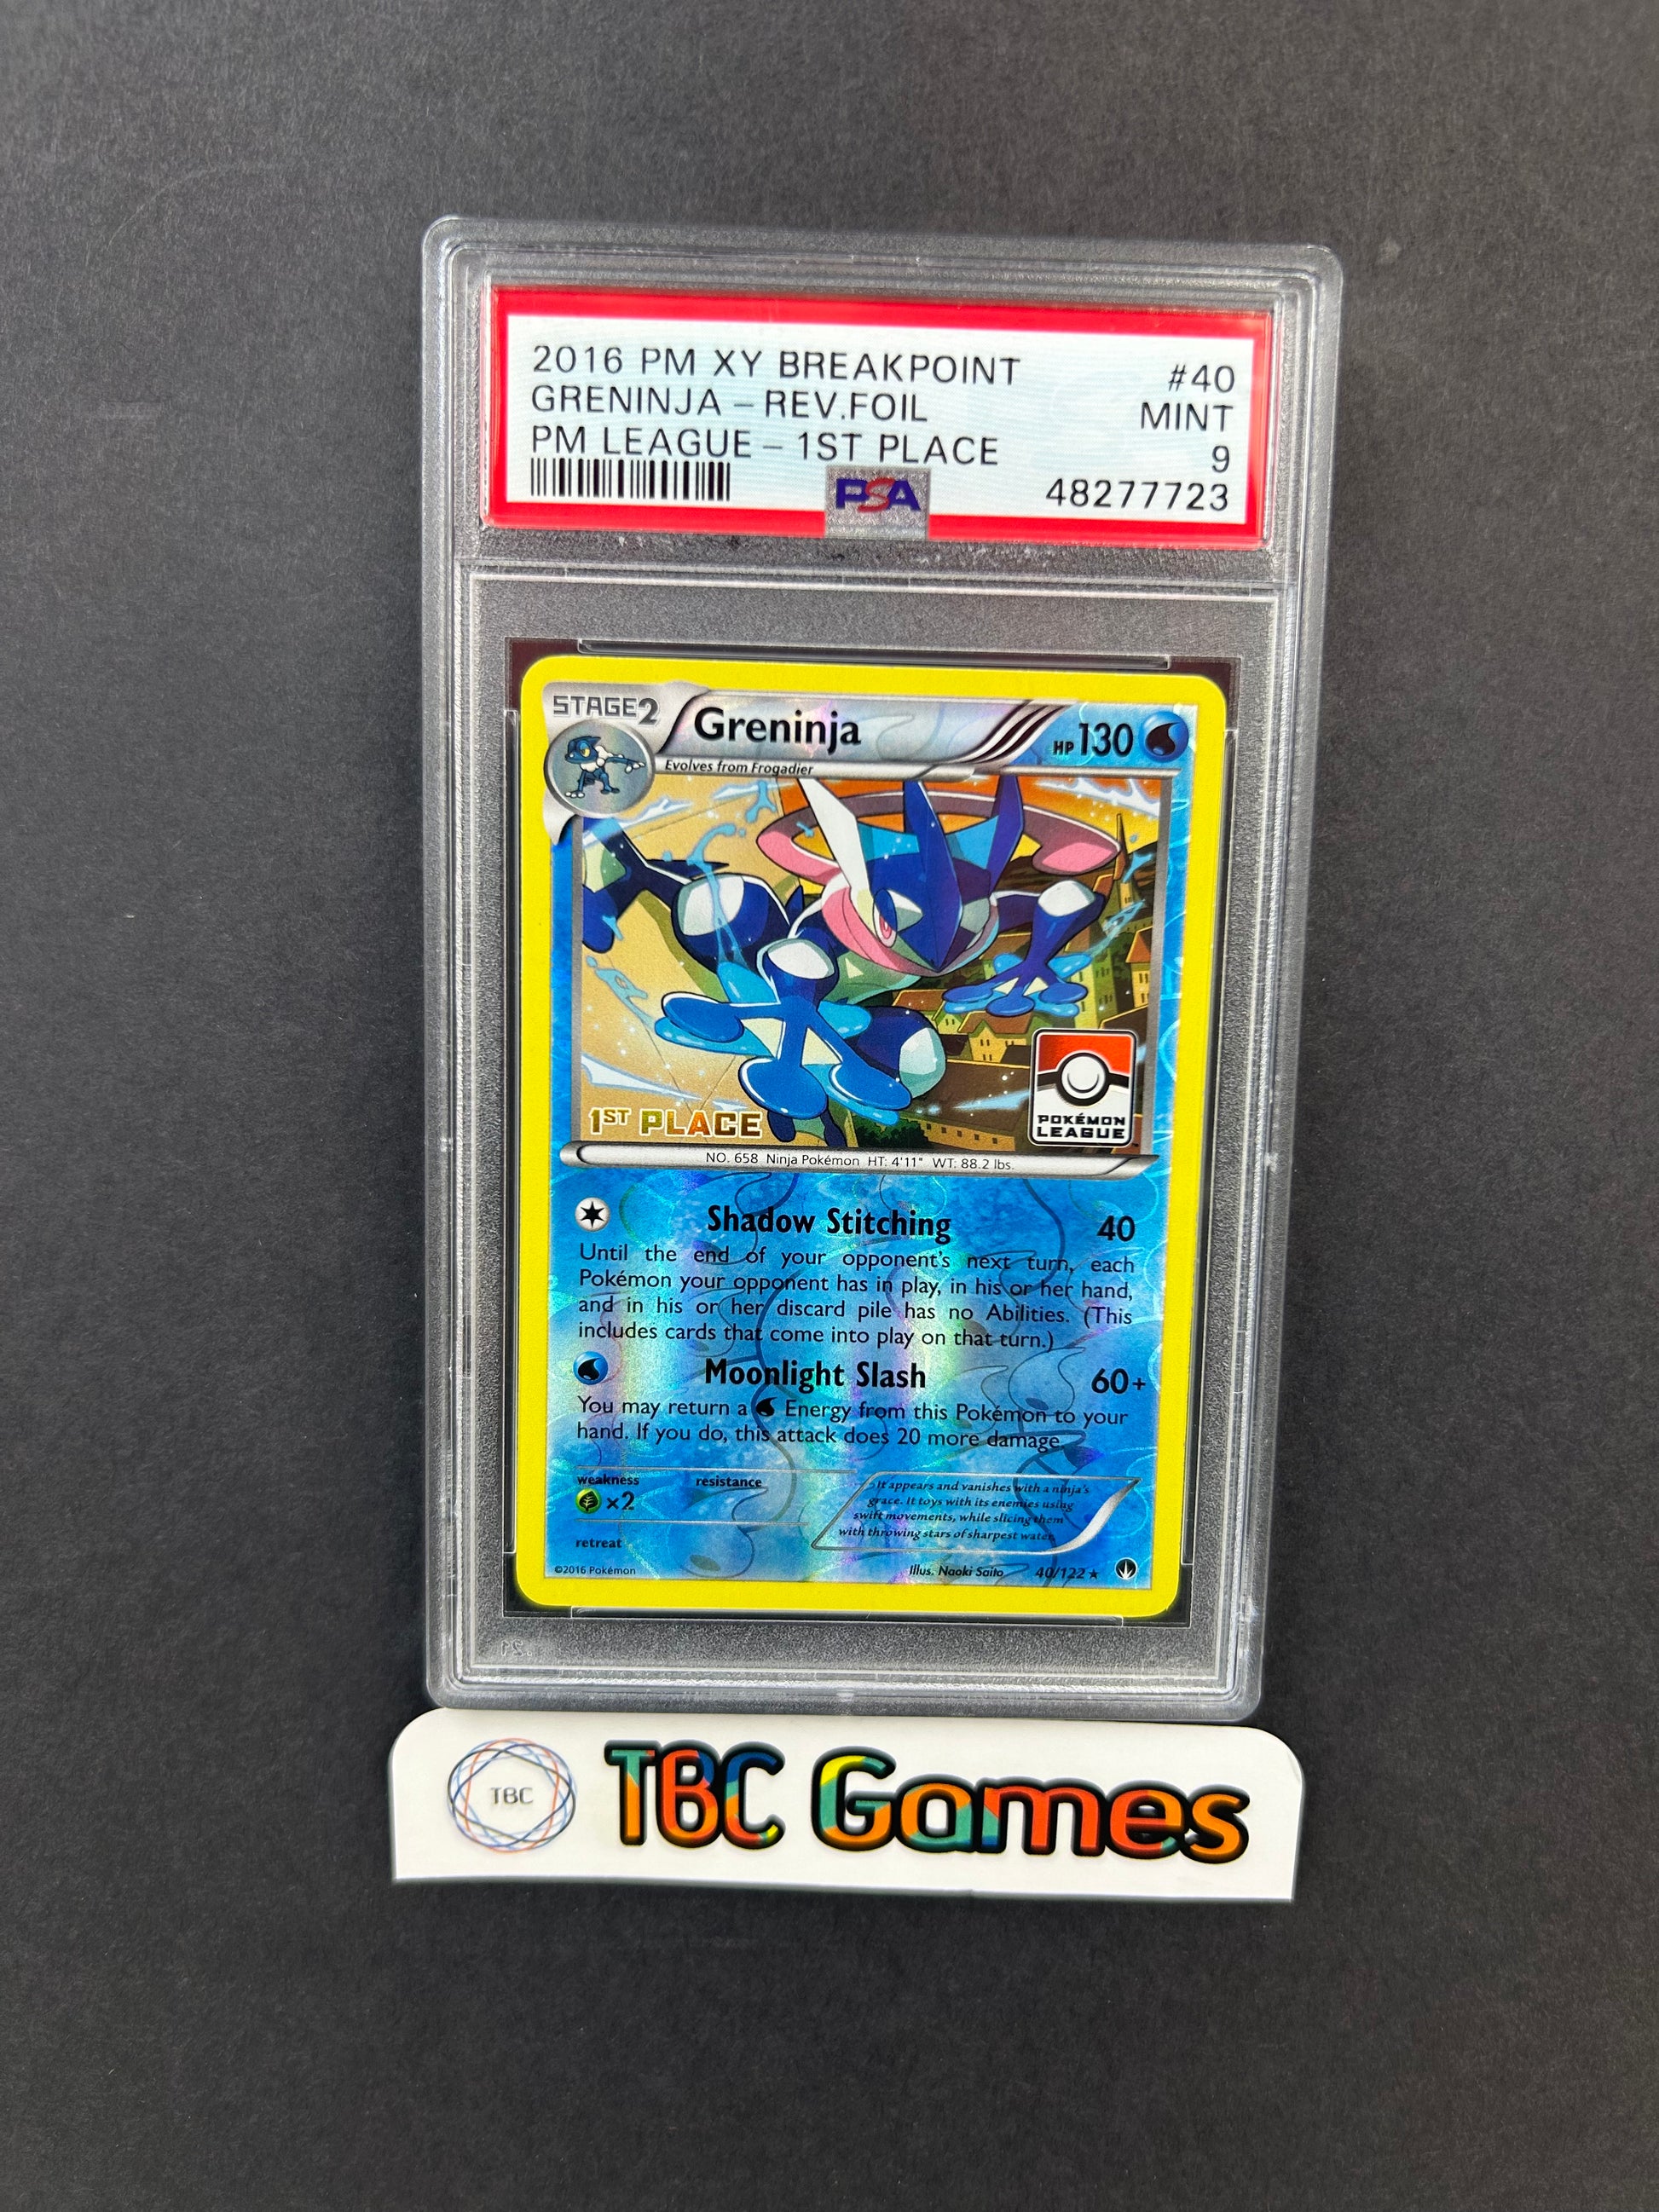 2016 PM XY BREAKPOINT #40
GRENINJA – REV.FOIL MINT
PM LEAGUE – 1ST PLACE 9
PSA 48277723
STAGE2 Greninja HP130
Evolves from Frogadier
1ST PLACE
POKÉMON
LEAGUE
NO. 658 Ninja Pokémon HT: 4'11" WT: 88.2 lbs.
Shadow Stitching 40
Until the end of your opponent's next turn, each
Pokémon your opponent has in play, in his or her hand,
and in his or her discard pile has no Abilities. (This
includes cards that come into play on that turn.)
Moonlight Slash 60+
You may return a Energy from this Pokémon to your
hand. If you do, this attack does 20 more damage.
weakness resistance
×2
It appears and vanishes with a ninja's
grace. It toys with its enemies using
swift movements, while slicing them
with throwing stars of sharpest water.
retreat
©2016 Pokémon Illus. Naoki Saito 40/122 ★
TBC TBC Games